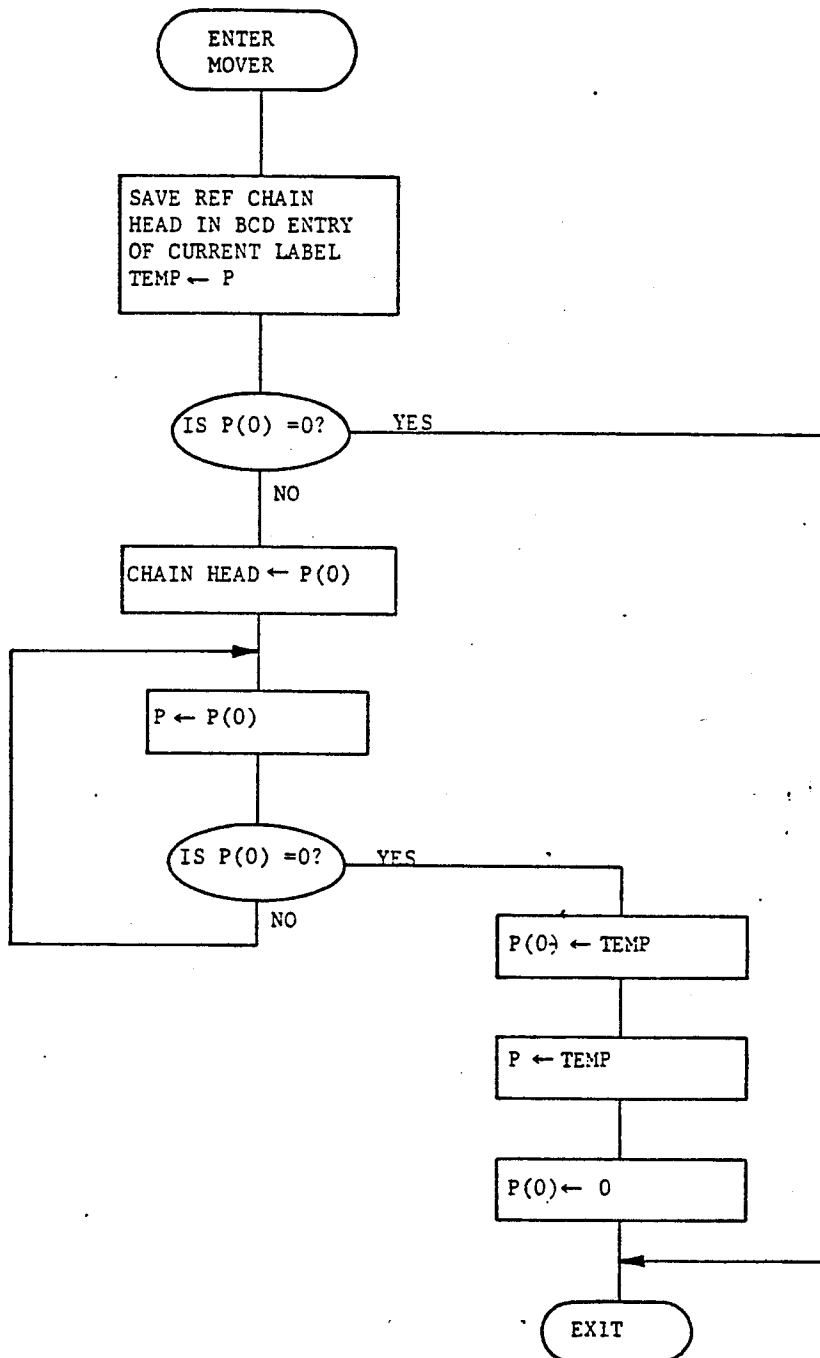 ENTER
MOVER
SAVE REF CHAIN
HEAD IN BCD ENTRY
OF CURRENT LABEL
TEMP ← P
IS P(0) =0?
YES
NO
CHAIN HEAD ← P(0)
P ← P(0)
IS P(0) =0?
YES
NO
P(0) ← TEMP
P ← TEMP
P(0) ← 0
EXIT